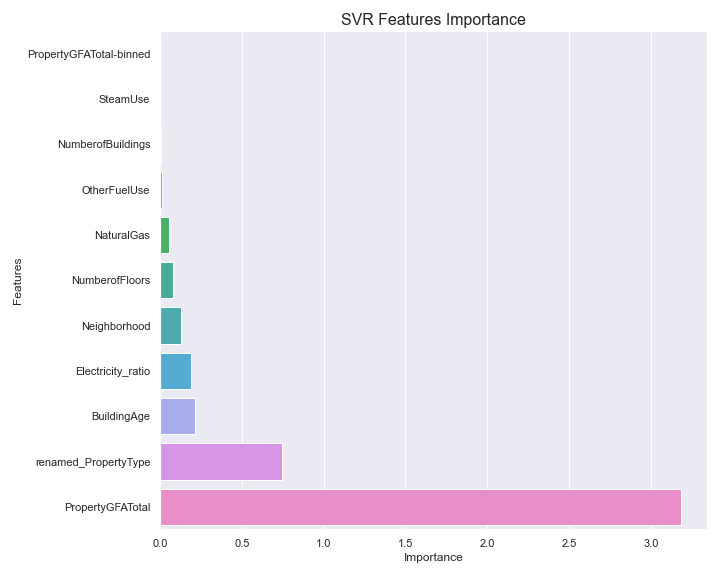 SVR Features Importance
PropertyGFATotal-binned
SteamUse
NumberofBuildings
OtherFuelUse
NaturalGas
NumberofFloors
Neighborhood
Electricity_ratio
BuildingAge
renamed_PropertyType
PropertyGFATotal
Features
0.0 0.5 1.0 1.5 2.0 2.5 3.0
Importance